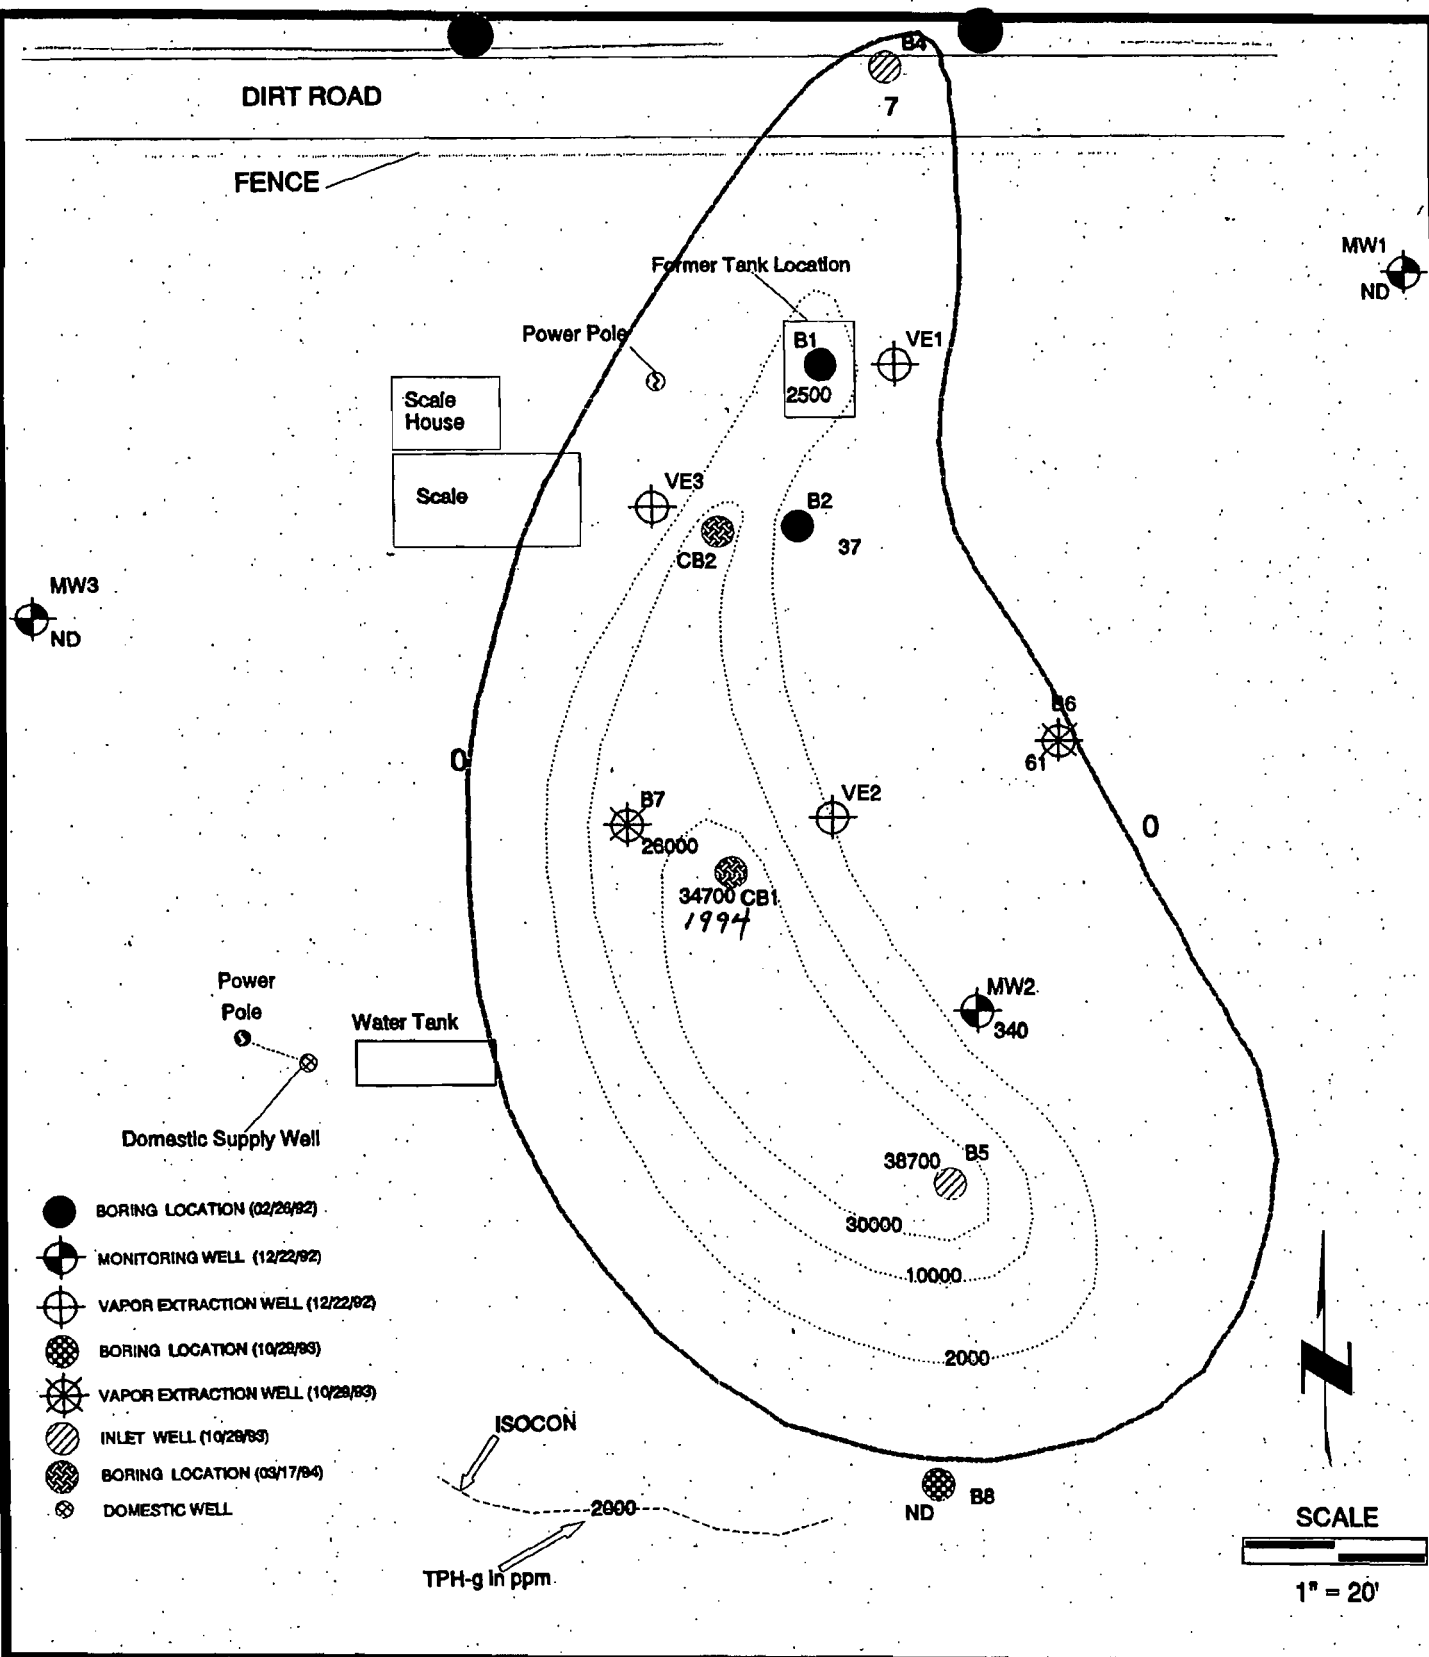 B4
DIRT ROAD
7
FENCE
MW1
ND
Former Tank Location
Power Pole
B1
VE1
2500
Scale
House
Scale
VE3
B2
37
CB2
MW3
ND
B6
61
0
B7
VE2
0
26000
34700 CB1
1994
Power
Pole
MW2
340
Water Tank
Domestic Supply Well
B5
38700
30000
10000
2000
BORING LOCATION (02/26/92)
MONITORING WELL (12/22/92)
VAPOR EXTRACTION WELL (12/22/92)
BORING LOCATION (10/29/93)
VAPOR EXTRACTION WELL (10/29/93)
INLET WELL (10/29/93)
BORING LOCATION (03/17/94)
DOMESTIC WELL
ISOCON
2000
TPH-g in ppm
ND
B8
N
SCALE
1" = 20'